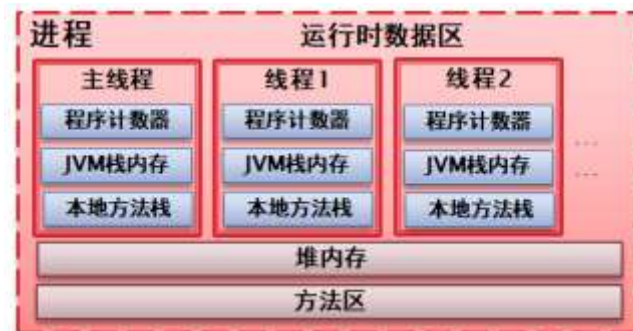 进程 运行时数据区
主线程 线程1 线程2
程序计数器 程序计数器 程序计数器
JVM栈内存 JVM栈内存 JVM栈内存
本地方法栈 本地方法栈 本地方法栈
...
...
堆内存
方法区